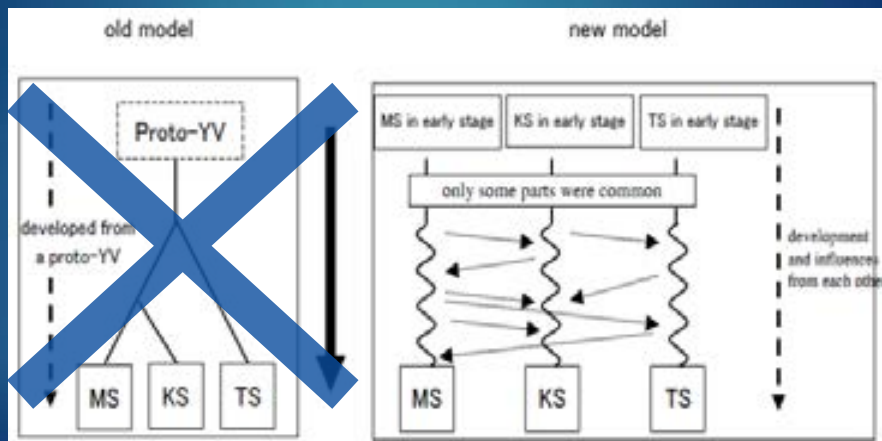 old model
new model
Proto-YV
developed from
a proto-YV
MS
KS
TS
MS in early stage
KS in early stage
TS in early stage
only some parts were common
development
and influences
from each other
MS
KS
TS